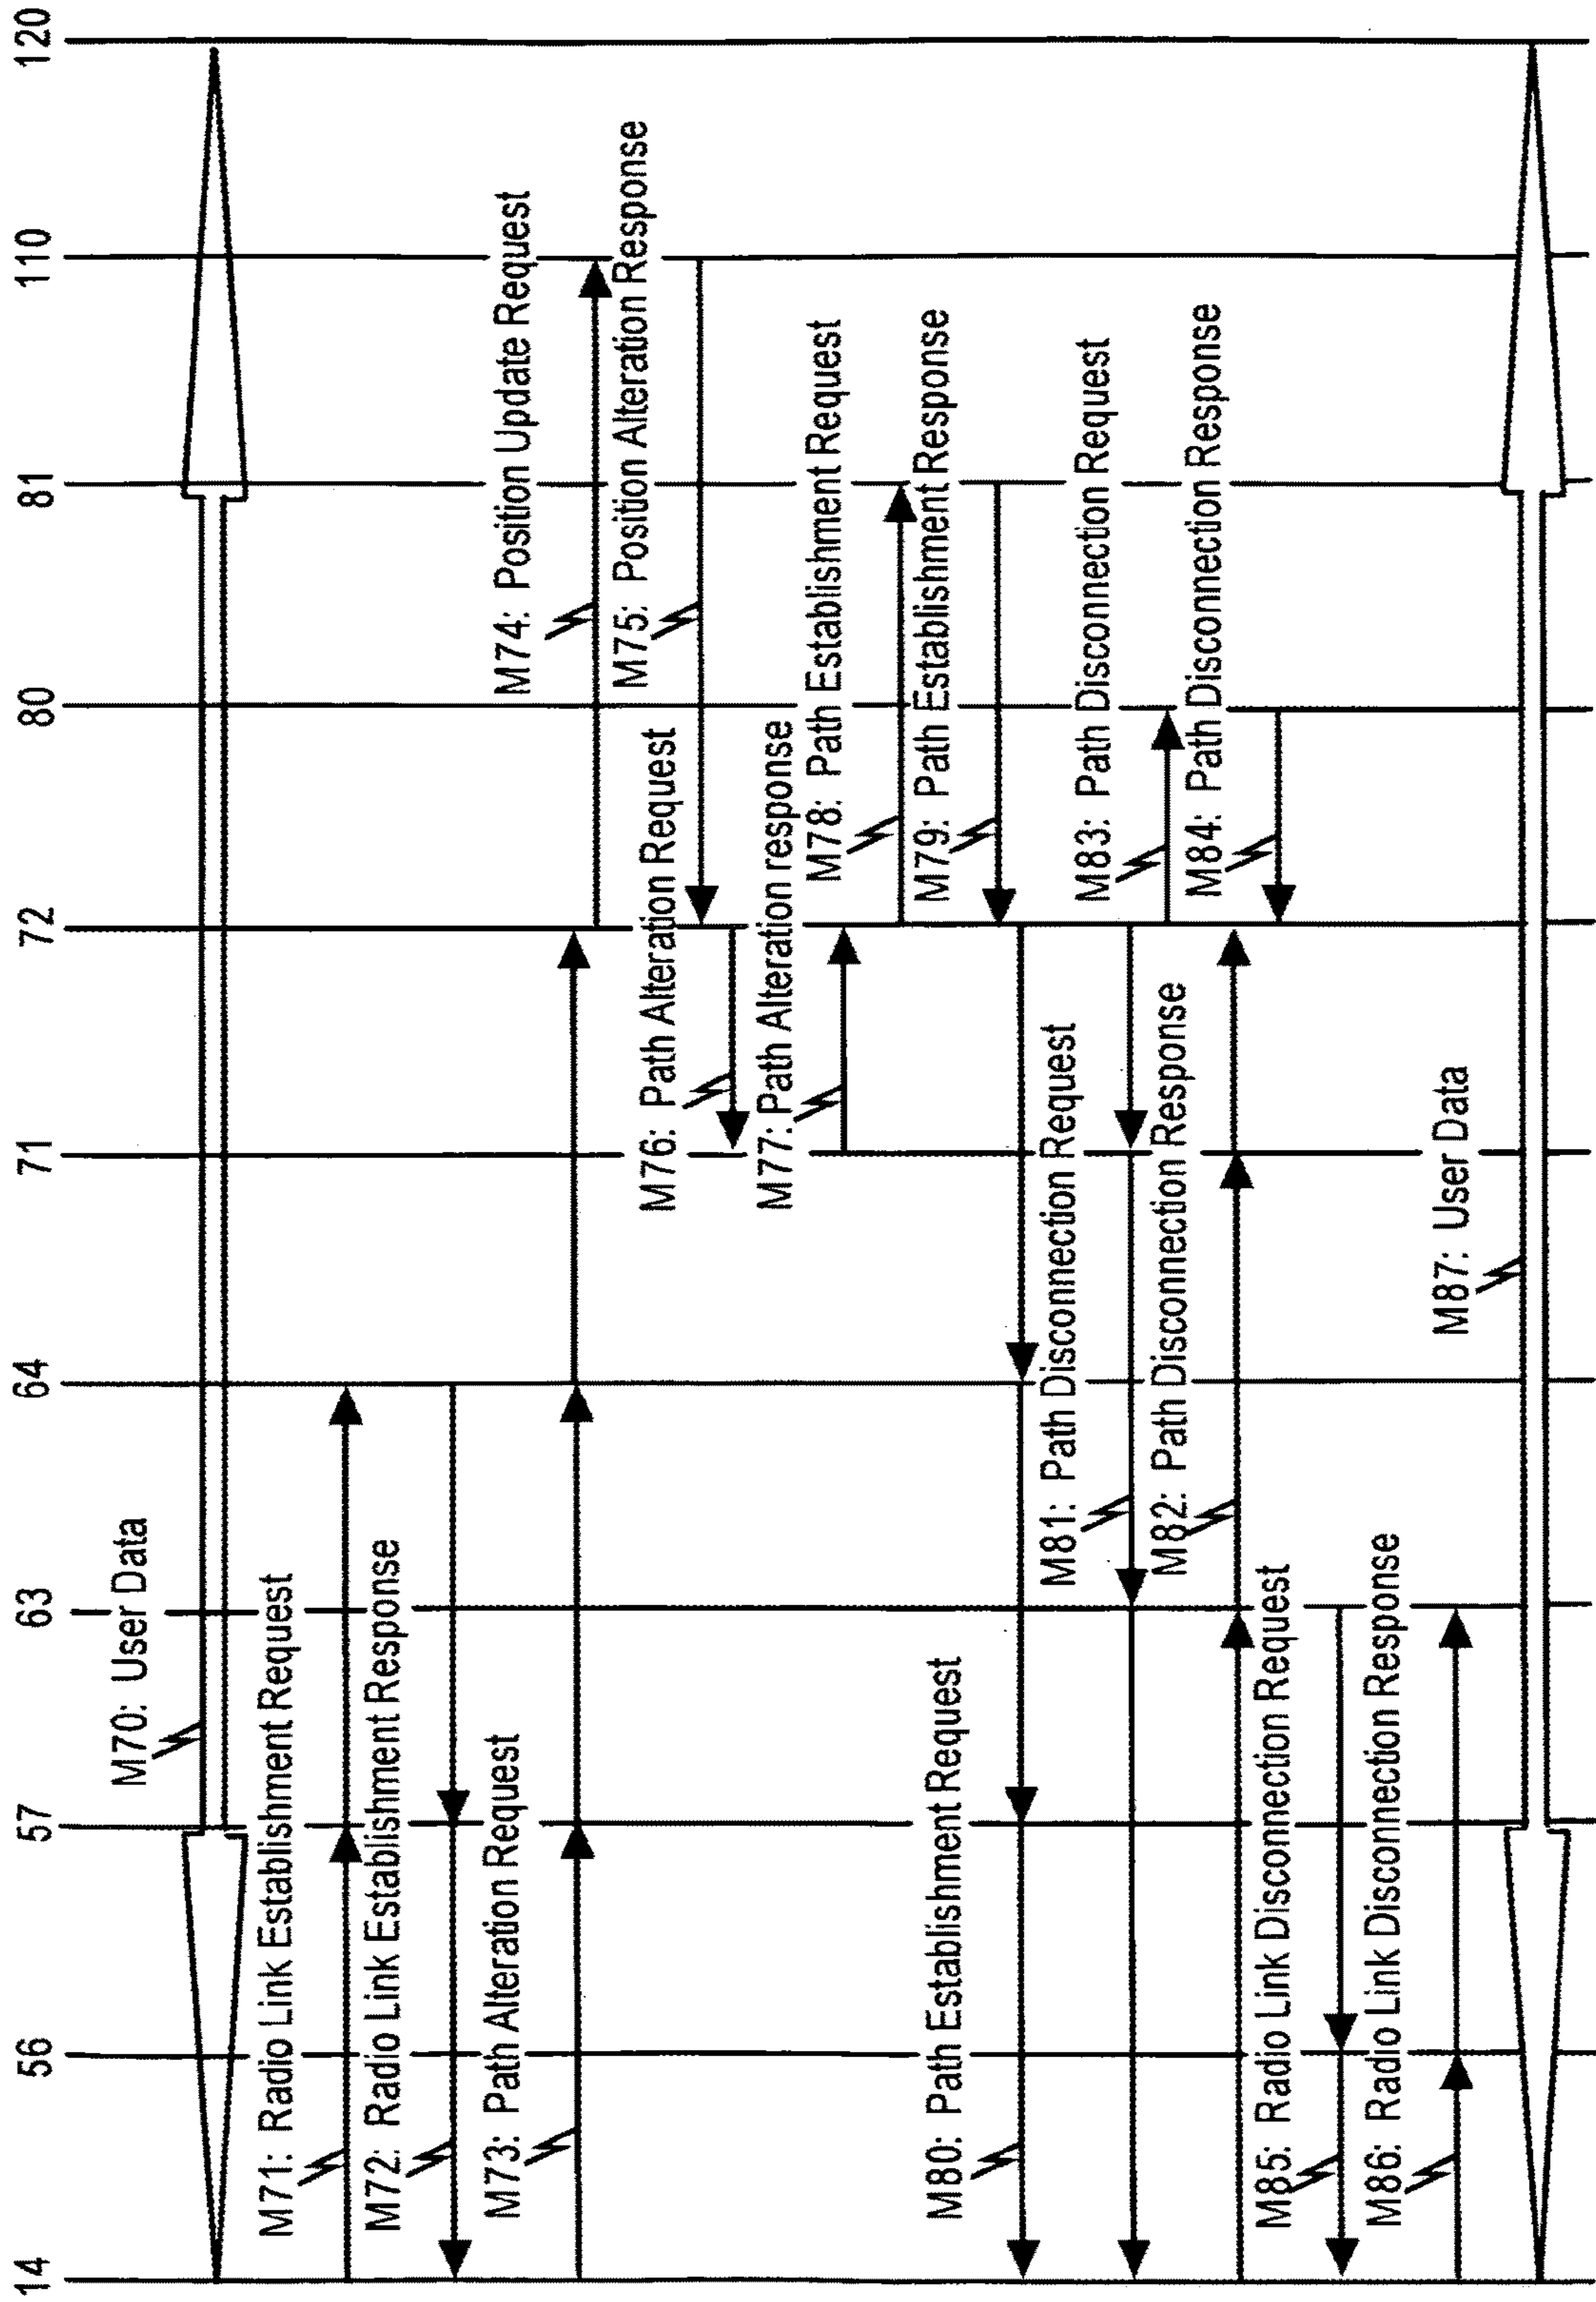 14 56 57 63 64 71 72 80 81 110 120
M70: User Data
M71: Radio Link Establishment Request
M72: Radio Link Establishment Response
M73: Path Alteration Request
M74: Position Update Request
M75: Position Alteration Response
M76: Path Alteration Request
M77: Path Alteration response
M78: Path Establishment Request
M79: Path Establishment Response
M80: Path Establishment Request
M81: Path Disconnection Request
M83: Path Disconnection Request
M82: Path Disconnection Response
M84: Path Disconnection Response
M85: Radio Link Disconnection Request
M86: Radio Link Disconnection Response
M87: User Data